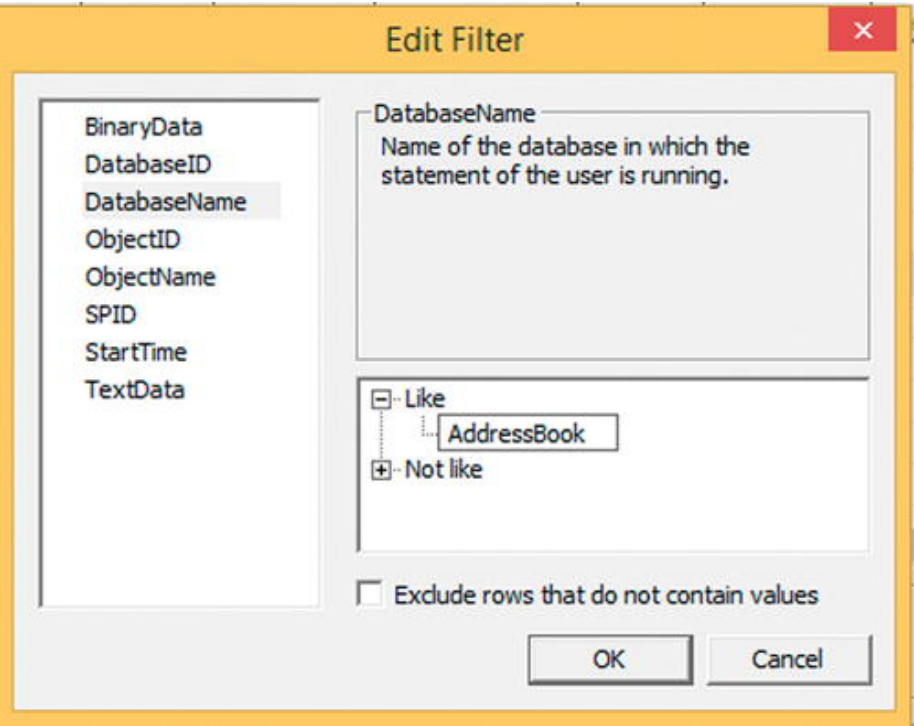 Edit Filter
BinaryData
DatabaseID
DatabaseName
ObjectID
ObjectName
SPID
StartTime
TextData
DatabaseName
Name of the database in which the
statement of the user is running.
Like
AddressBook
Not like
Exclude rows that do not contain values
OK
Cancel